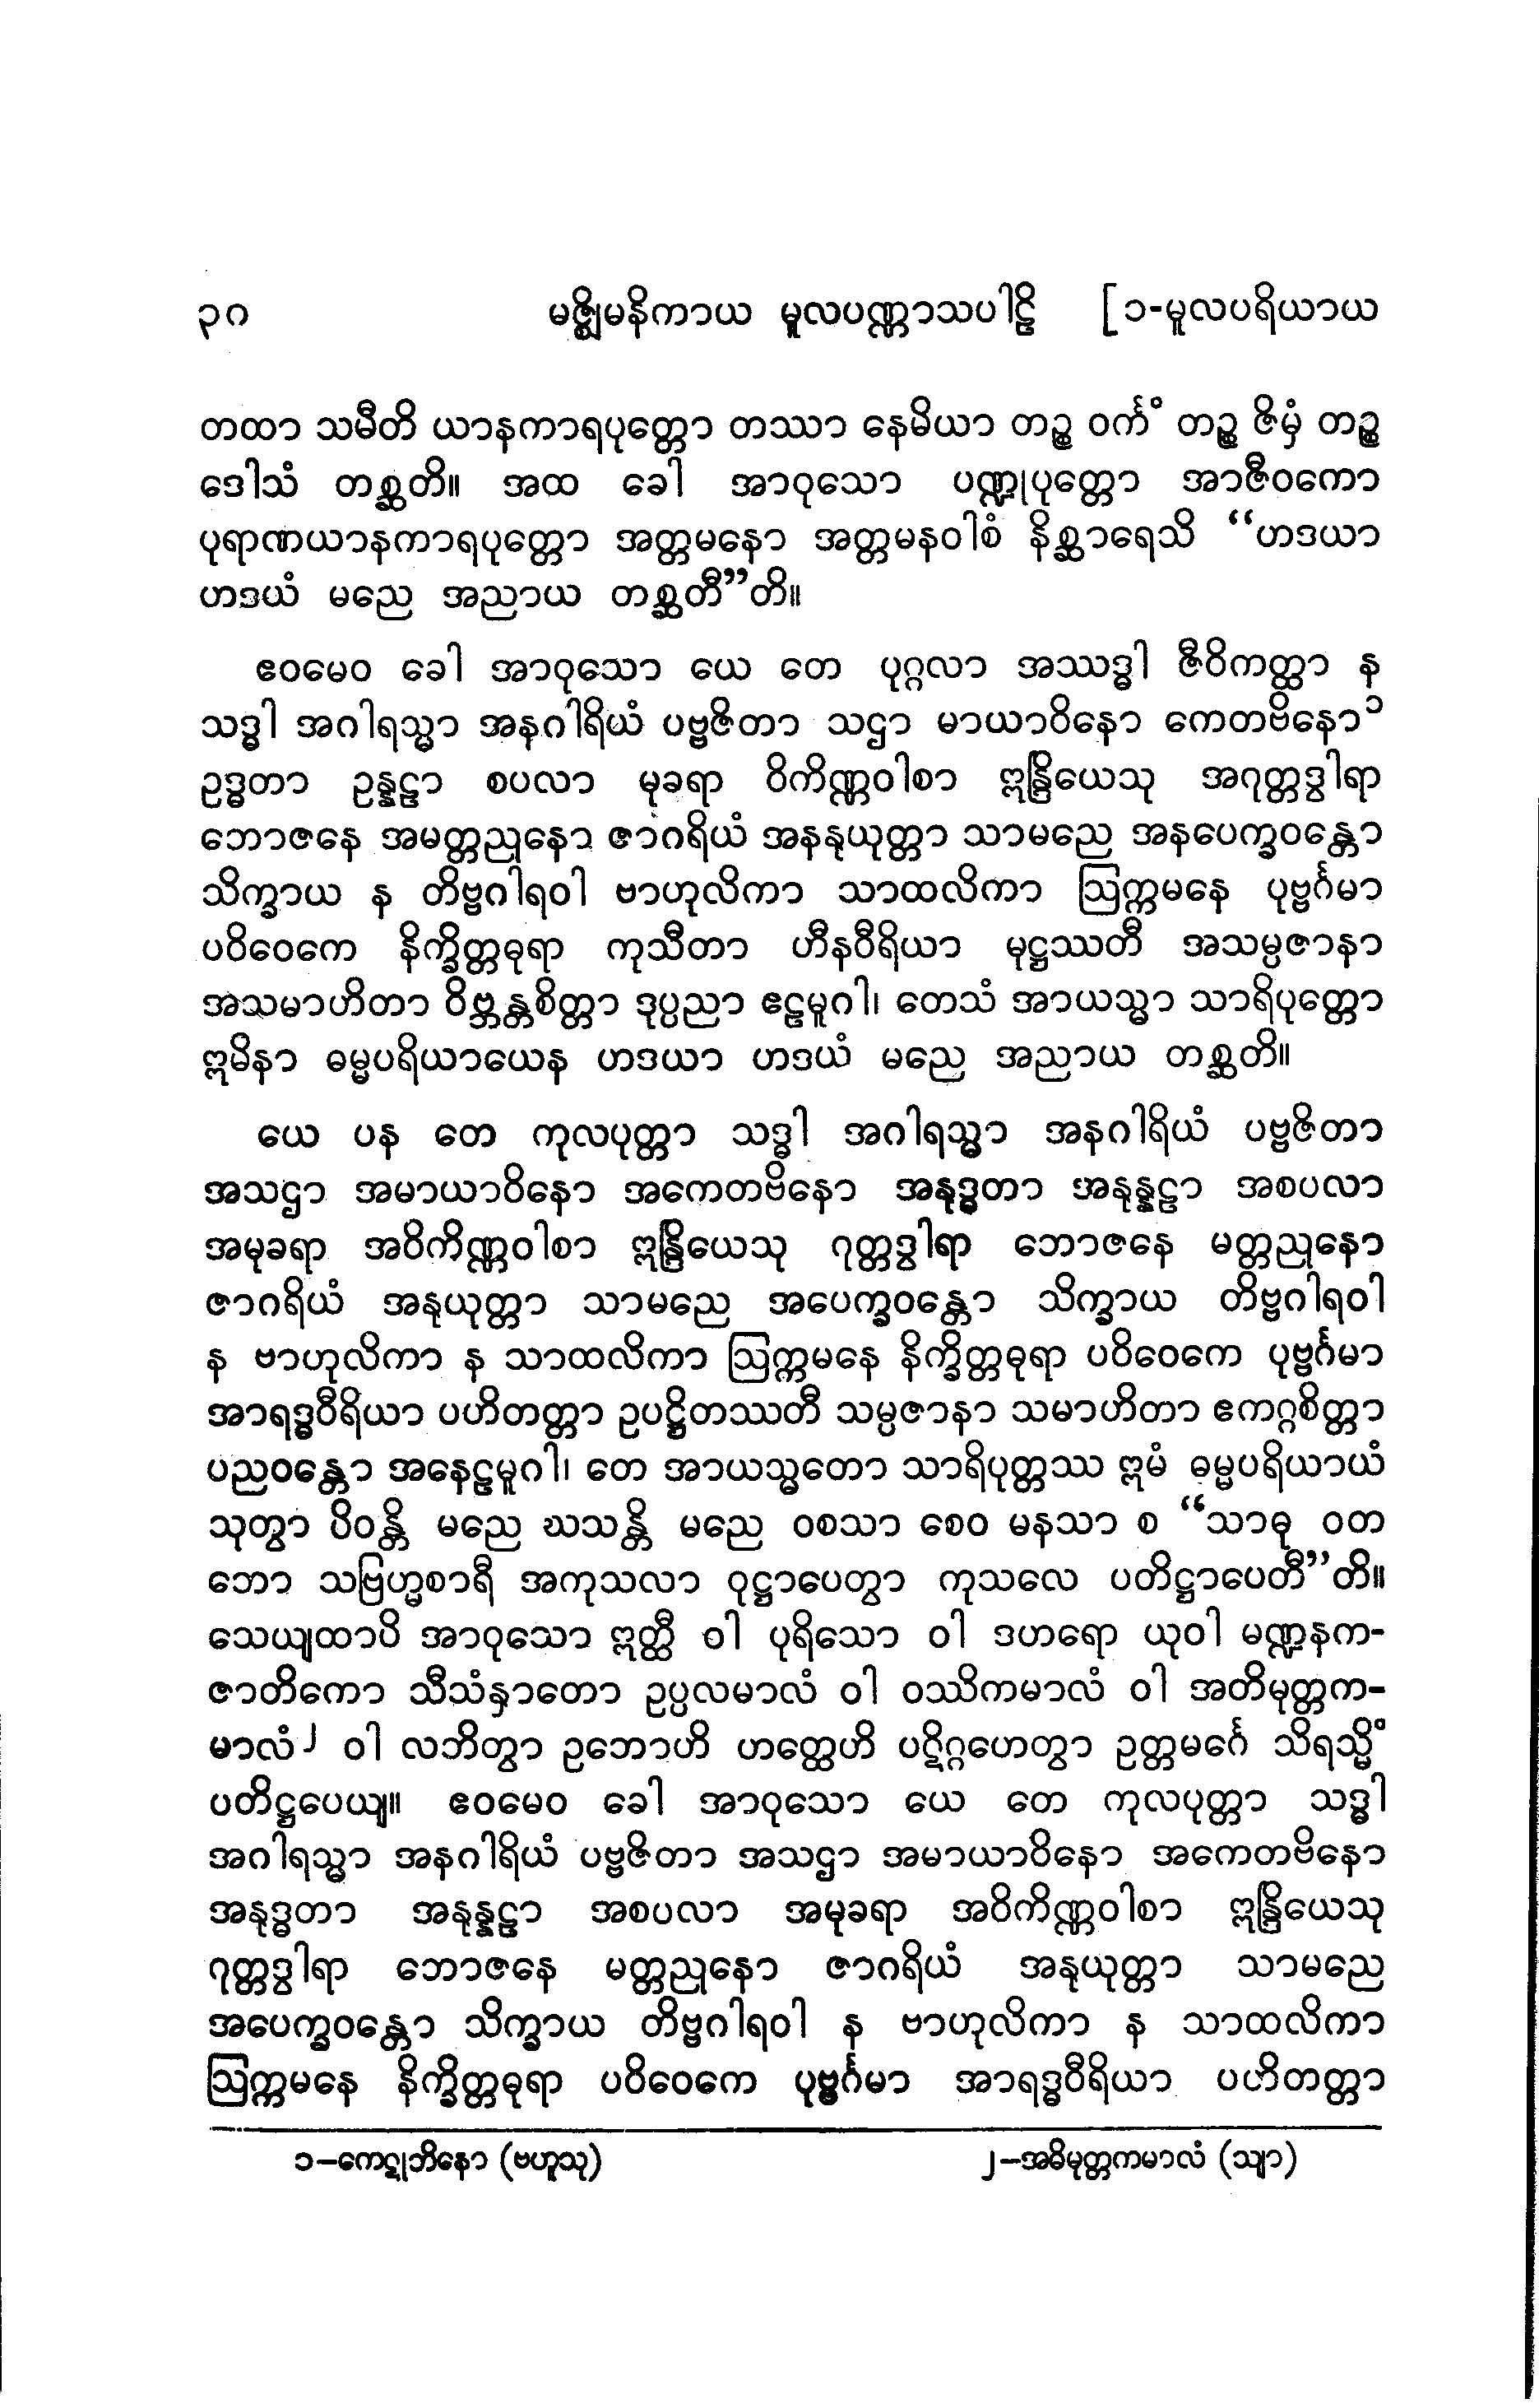 ၃၈ မဇ္ဈိမနိကာယ မူလပဏ္ဏာသပါဠိ [၁-မူလပရိယာယ
တထာ သမီတိ ယာနကာရပုတ္တော တဿာ နေမိယာ တဉ္စ ဝင်္ကံ တဉ္စ ဇိမှံ တဉ္စ
ဒေါသံ တစ္ဆတိ။ အထ ခေါ အာဝုသော ပဏ္ဍုပုတ္တော အာဇီဝကော
ပုရာဏယာနကာရပုတ္တော အတ္တမနော အတ္တမနဝါစံ နိစ္ဆာရေသိ “ဟဒယာ
ဟဒယံ မညေ အညာယ တစ္ဆတီ”တိ။
ဧဝမေဝ ခေါ အာဝုသော ယေ တေ ပုဂ္ဂလာ အဿဒ္ဓါ ဇီဝိကတ္ထာ န
သဒ္ဓါ အဂါရသ္မာ အနဂါရိယံ ပဗ္ဗဇိတာ သဌာ မာယာဝိနော ကေတဗိနော၁
ဥဒ္ဓတာ ဥန္နဠာ စပလာ မုခရာ ဝိကိဏ္ဏဝါစာ ဣန္ဒြိယေသု အဂုတ္တဒွါရာ
ဘောဇနေ အမတ္တညုနော ဇာဂရိယံ အနနုယုတ္တာ သာမညေ အနပေက္ခဝန္တော
သိက္ခာယ န တိဗ္ဗဂါရဝါ ဗာဟုလိကာ သာထလိကာ ဩက္ကမနေ ပုဗ္ဗင်္ဂမာ
ပဝိဝေကေ နိက္ခိတ္တဓုရာ ကုသီတာ ဟီနဝီရိယာ မုဋ္ဌဿတီ အသမ္ပဇာနာ
အသမာဟိတာ ဝိဗ္ဘန္တစိတ္တာ ဒုပ္ပညာ ဧဠမူဂါ၊ တေသံ အာယသ္မာ သာရိပုတ္တော
ဣမိနာ ဓမ္မပရိယာယေန ဟဒယာ ဟဒယံ မညေ အညာယ တစ္ဆတိ။
ယေ ပန တေ ကုလပုတ္တာ သဒ္ဓါ အဂါရသ္မာ အနဂါရိယံ ပဗ္ဗဇိတာ
အသဌာ အမာယာဝိနော အကေတဗိနော အနုဒ္ဓတာ အနုန္နဠာ အစပလာ
အမုခရာ အဝိကိဏ္ဏဝါစာ ဣန္ဒြိယေသု ဂုတ္တဒွါရာ ဘောဇနေ မတ္တညုနော
ဇာဂရိယံ အနုယုတ္တာ သာမညေ အပေက္ခဝန္တော သိက္ခာယ တိဗ္ဗဂါရဝါ
န ဗာဟုလိကာ န သာထလိကာ ဩက္ကမနေ နိက္ခိတ္တဓုရာ ပဝိဝေကေ ပုဗ္ဗင်္ဂမာ
အာရဒ္ဓဝီရိယာ ပဟိတတ္တာ ဥပဋ္ဌိတဿတီ သမ္ပဇာနာ သမာဟိတာ ဧကဂ္ဂစိတ္တာ
ပညဝန္တော အနေဠမူဂါ၊ တေ အာယသ္မတော သာရိပုတ္တဿ ဣမံ ဓမ္မပရိယာယံ
သုတွာ ပိဝန္တိ မညေ ဃသန္တိ မညေ ဝစသာ စေဝ မနသာ စ “သာဓု ဝတ
ဘော သဗြဟ္မစာရီ အကုသလာ ဝုဋ္ဌာပေတွာ ကုသလေ ပတိဋ္ဌာပေတီ”တိ။
သေယျထာပိ အာဝုသော ဣတ္ထီ ဝါ ပုရိသော ဝါ ဒဟရော ယုဝါ မဏ္ဍနက-
ဇာတိကော သီသံနှာတော ဥပ္ပလမာလံ ဝါ ဝဿိကမာလံ ဝါ အတိမုတ္တက-
မာလံ၂ ဝါ လဘိတွာ ဥဘောဟိ ဟတ္ထေဟိ ပဋိဂ္ဂဟေတွာ ဥတ္တမင်္ဂေ သိရသ္မိံ
ပတိဋ္ဌပေယျ။ ဧဝမေဝ ခေါ အာဝုသော ယေ တေ ကုလပုတ္တာ သဒ္ဓါ
အဂါရသ္မာ အနဂါရိယံ ပဗ္ဗဇိတာ အသဌာ အမာယာဝိနော အကေတဗိနော
အနုဒ္ဓတာ အနုန္နဠာ အစပလာ အမုခရာ အဝိကိဏ္ဏဝါစာ ဣန္ဒြိယေသု
ဂုတ္တဒွါရာ ဘောဇနေ မတ္တညုနော ဇာဂရိယံ အနုယုတ္တာ သာမညေ
အပေက္ခဝန္တော သိက္ခာယ တိဗ္ဗဂါရဝါ န ဗာဟုလိကာ န သာထလိကာ
ဩက္ကမနေ နိက္ခိတ္တဓုရာ ပဝိဝေကေ ပုဗ္ဗင်္ဂမာ အာရဒ္ဓဝီရိယာ ပဟိတတ္တာ
၁–ကေဋုဘိနော (ဗဟူသု) ၂–အဓိမုတ္တကမာလံ (သျာ)